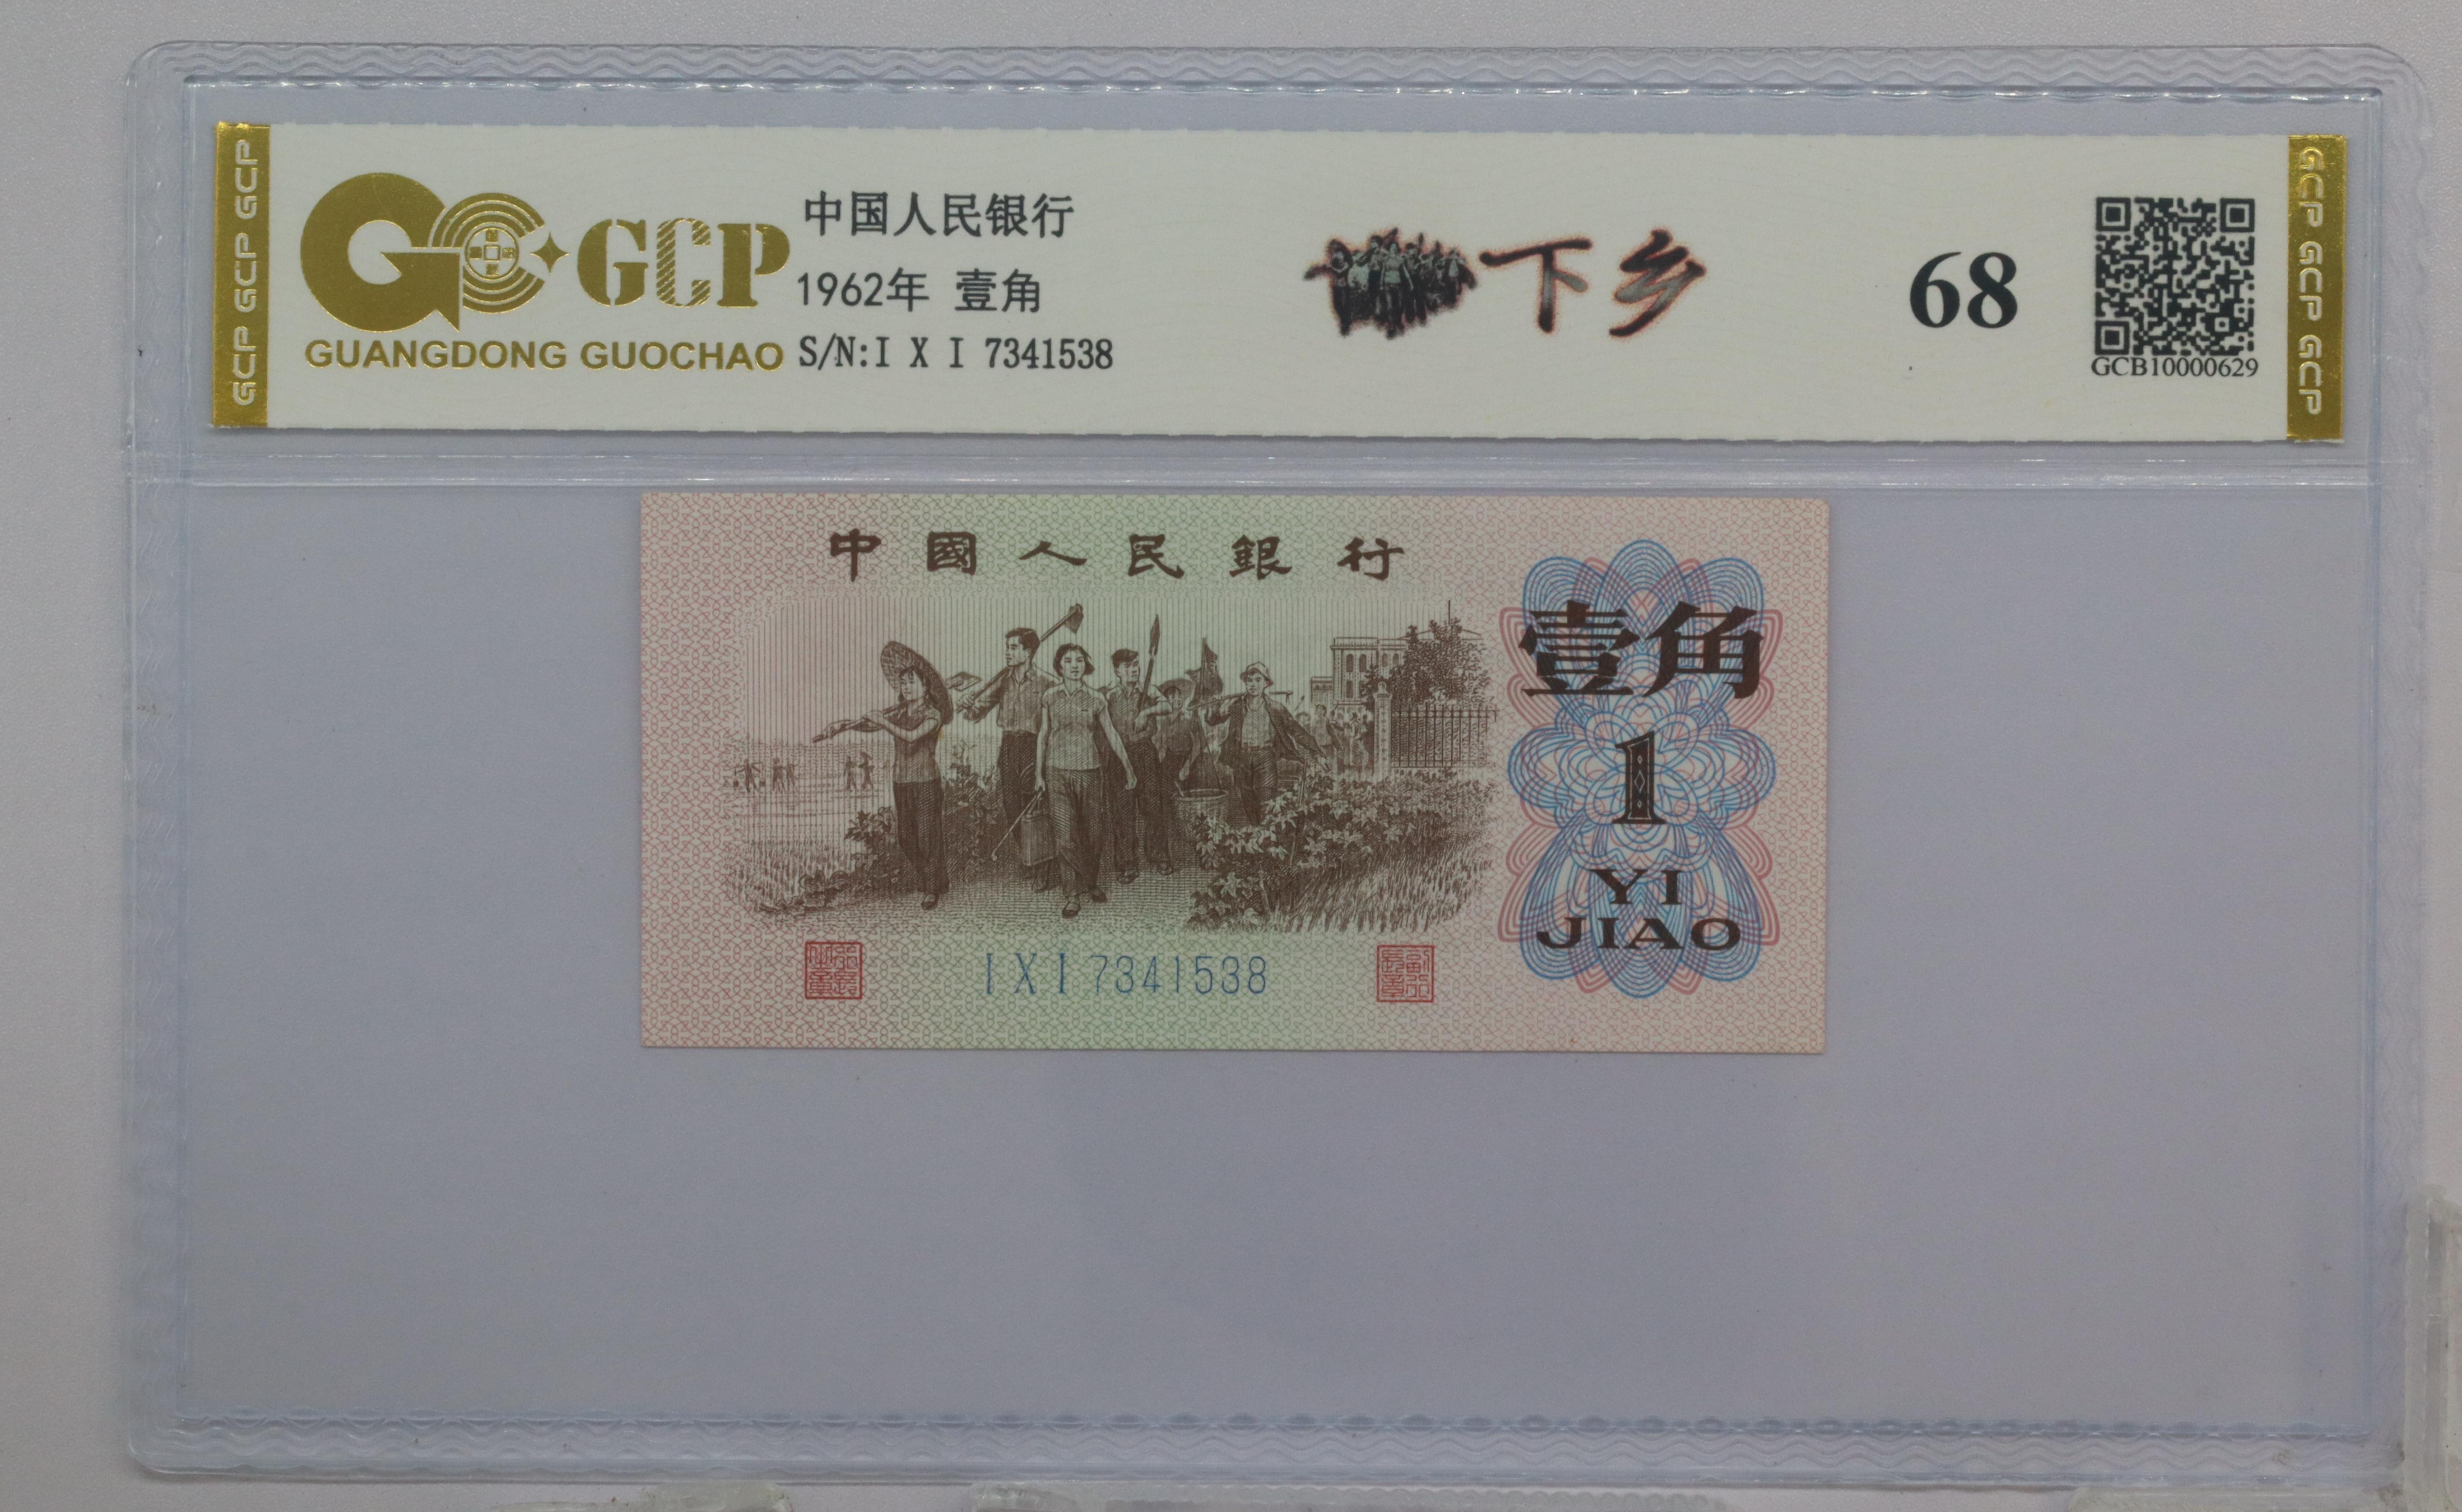 GCP GCP GCP
GCP
GUANGDONG GUOCHAO
中国人民银行
1962年 壹角
S/N:I X I 7341538
下乡
68
GCB10000629
GCP GCP GCP
中國人民銀行
壹角
1
YI
JIAO
I X I 7341538